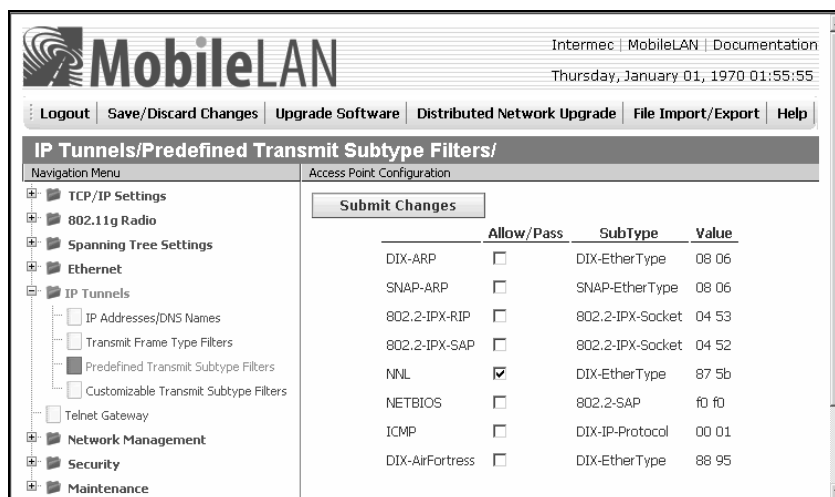 MobileLAN
Intermec | MobileLAN | Documentation
Thursday, January 01, 1970 01:55:55
Logout | Save/Discard Changes | Upgrade Software | Distributed Network Upgrade | File Import/Export | Help
IP Tunnels/Predefined Transmit Subtype Filters/
Navigation Menu
TCP/IP Settings
802.11g Radio
Spanning Tree Settings
Ethernet
IP Tunnels
IP Addresses/DNS Names
Transmit Frame Type Filters
Predefined Transmit Subtype Filters
Customizable Transmit Subtype Filters
Telnet Gateway
Network Management
Security
Maintenance
Access Point Configuration
Submit Changes
Allow/Pass SubType Value
DIX-ARP DIX-EtherType 08 06
SNAP-ARP SNAP-EtherType 08 06
802.2-IPX-RIP 802.2-IPX-Socket 04 53
802.2-IPX-SAP 802.2-IPX-Socket 04 52
NNL DIX-EtherType 87 5b
NETBIOS 802.2-SAP f0 f0
ICMP DIX-IP-Protocol 00 01
DIX-AirFortress DIX-EtherType 88 95